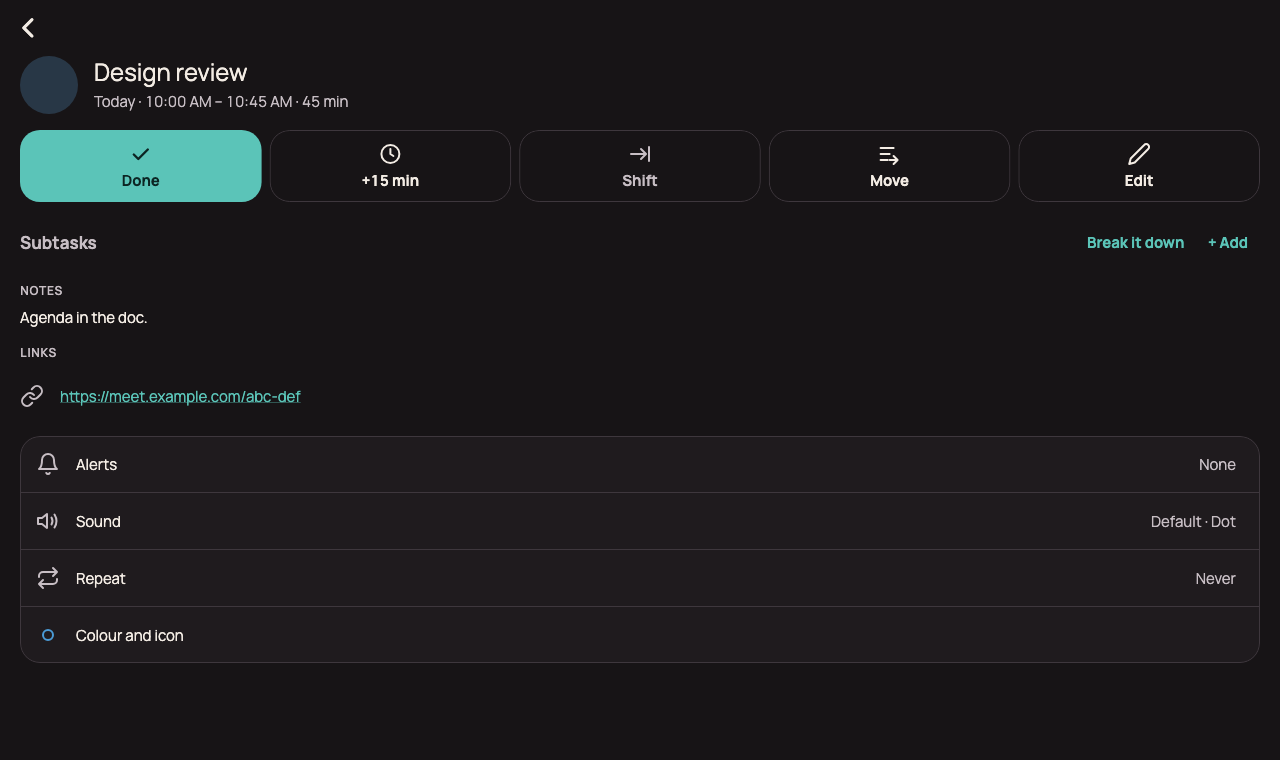 Design review
Today · 10:00 AM – 10:45 AM · 45 min
Done
+15 min
Shift
Move
Edit
Subtasks
Break it down
+ Add
NOTES
Agenda in the doc.
LINKS
https://meet.example.com/abc-def
Alerts
None
Sound
Default · Dot
Repeat
Never
Colour and icon